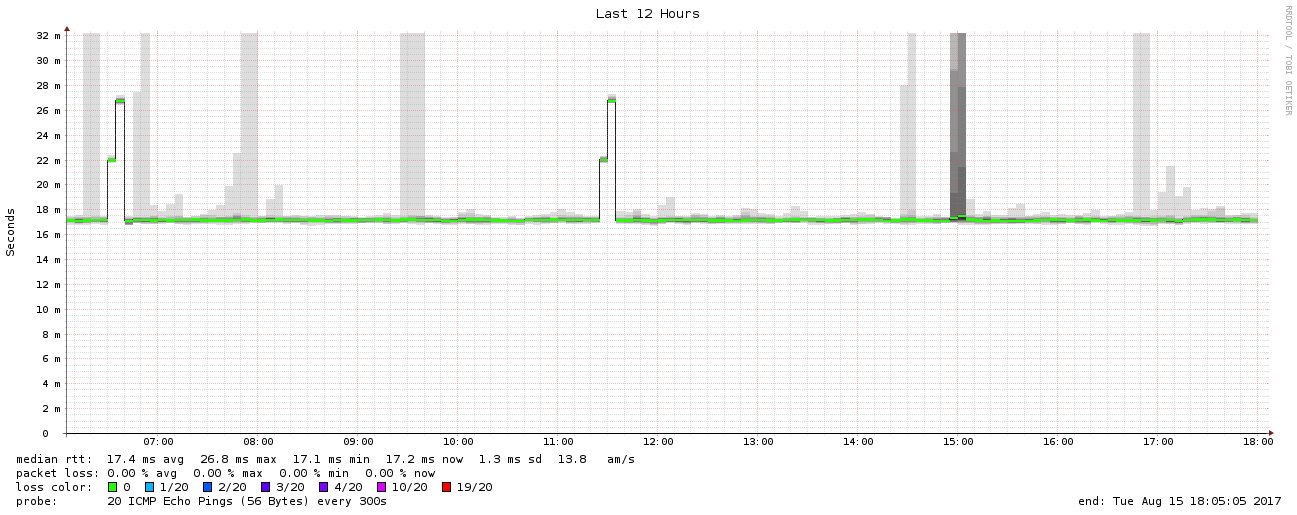 Last 12 Hours
RRDTOOL / TOBI OETIKER
Seconds
32 m
30 m
28 m
26 m
24 m
22 m
20 m
18 m
16 m
14 m
12 m
10 m
8 m
6 m
4 m
2 m
0
07:00 08:00 09:00 10:00 11:00 12:00 13:00 14:00 15:00 16:00 17:00 18:00
median rtt: 17.4 ms avg 26.8 ms max 17.1 ms min 17.2 ms now 1.3 ms sd 13.8 am/s
packet loss: 0.00 % avg 0.00 % max 0.00 % min 0.00 % now
loss color: 0 1/20 2/20 3/20 4/20 10/20 19/20
probe: 20 ICMP Echo Pings (56 Bytes) every 300s end: Tue Aug 15 18:05:05 2017